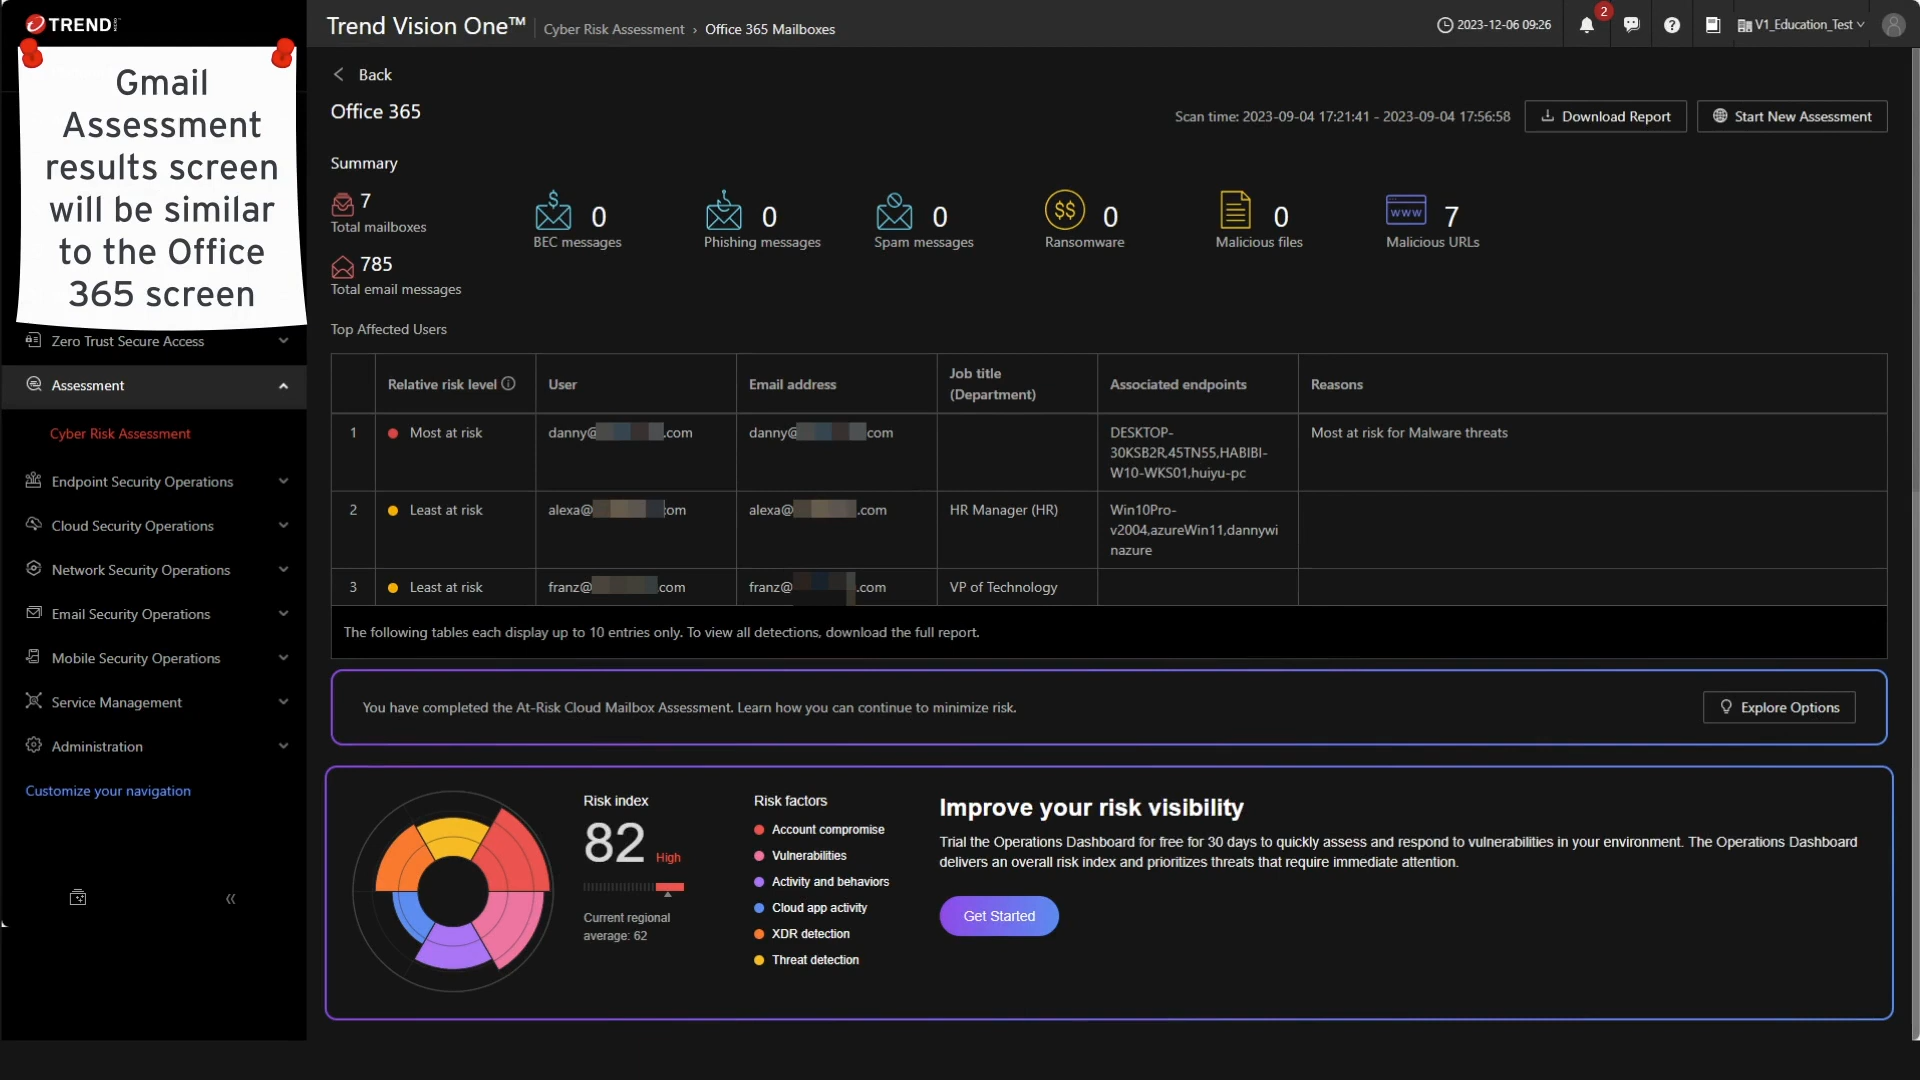 TREND
Trend Vision One™
Cyber Risk Assessment › Office 365 Mailboxes
2023-12-06 09:26
2
V1_Education_Test
Gmail
Assessment
results screen
will be similar
to the Office
365 screen
Zero Trust Secure Access
Assessment
Cyber Risk Assessment
Endpoint Security Operations
Cloud Security Operations
Network Security Operations
Email Security Operations
Mobile Security Operations
Service Management
Administration
Customize your navigation
Back
Office 365
Scan time: 2023-09-04 17:21:41 - 2023-09-04 17:56:58
Download Report
Start New Assessment
Summary
7
Total mailboxes
785
Total email messages
0
BEC messages
0
Phishing messages
0
Spam messages
$$ 0
Ransomware
0
Malicious files
www 7
Malicious URLs
Top Affected Users
Relative risk level
User
Email address
Job title
(Department)
Associated endpoints
Reasons
1
Most at risk
danny@ .com
danny@ com
DESKTOP-
30KSB2R,45TN55,HABIBI-
W10-WKS01,huiyu-pc
Most at risk for Malware threats
2
Least at risk
alexa@ om
alexa@ .com
HR Manager (HR)
Win10Pro-
v2004,azureWin11,dannywi
nazure
3
Least at risk
franz@ com
franz@ .com
VP of Technology
The following tables each display up to 10 entries only. To view all detections, download the full report.
You have completed the At-Risk Cloud Mailbox Assessment. Learn how you can continue to minimize risk.
Explore Options
Risk index
82 High
Current regional
average: 62
Risk factors
Account compromise
Vulnerabilities
Activity and behaviors
Cloud app activity
XDR detection
Threat detection
Improve your risk visibility
Trial the Operations Dashboard for free for 30 days to quickly assess and respond to vulnerabilities in your environment. The Operations Dashboard
delivers an overall risk index and prioritizes threats that require immediate attention.
Get Started